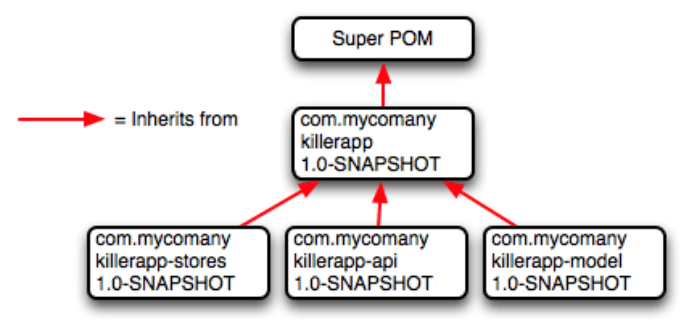 Super POM
= Inherits from
com.mycomany
killerapp
1.0-SNAPSHOT
com.mycomany
killerapp-stores
1.0-SNAPSHOT
com.mycomany
killerapp-api
1.0-SNAPSHOT
com.mycomany
killerapp-model
1.0-SNAPSHOT